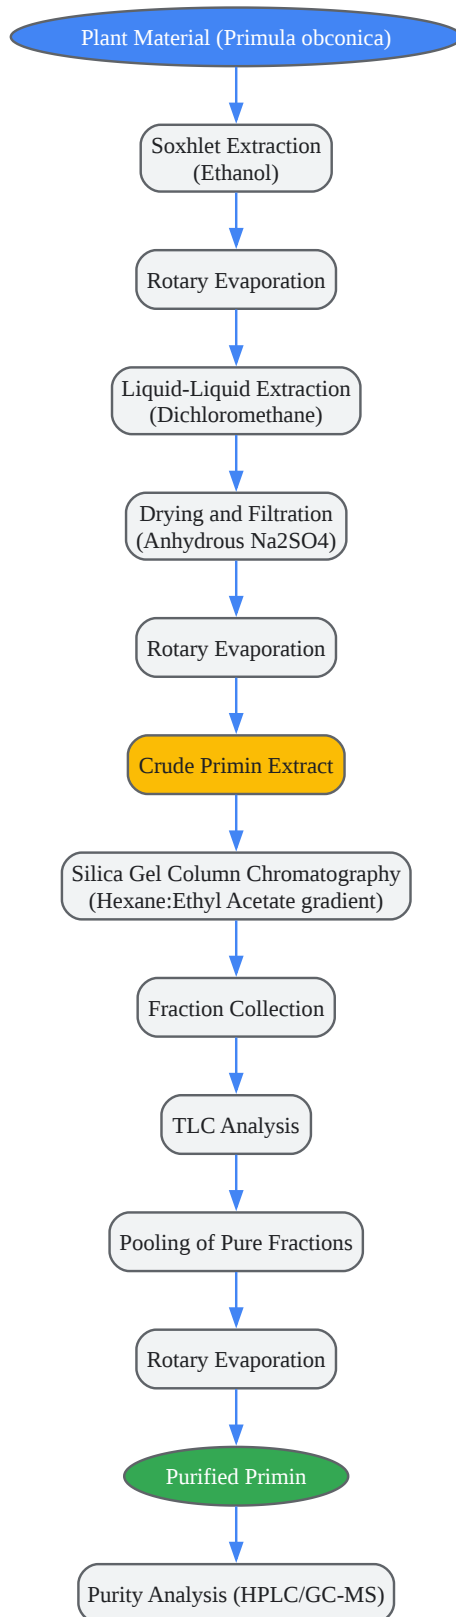 Plant Material (Primula obconica)
Soxhlet Extraction
(Ethanol)
Rotary Evaporation
Liquid-Liquid Extraction
(Dichloromethane)
Drying and Filtration
(Anhydrous Na2SO4)
Rotary Evaporation
Crude Primin Extract
Silica Gel Column Chromatography
(Hexane:Ethyl Acetate gradient)
Fraction Collection
TLC Analysis
Pooling of Pure Fractions
Rotary Evaporation
Purified Primin
Purity Analysis (HPLC/GC-MS)